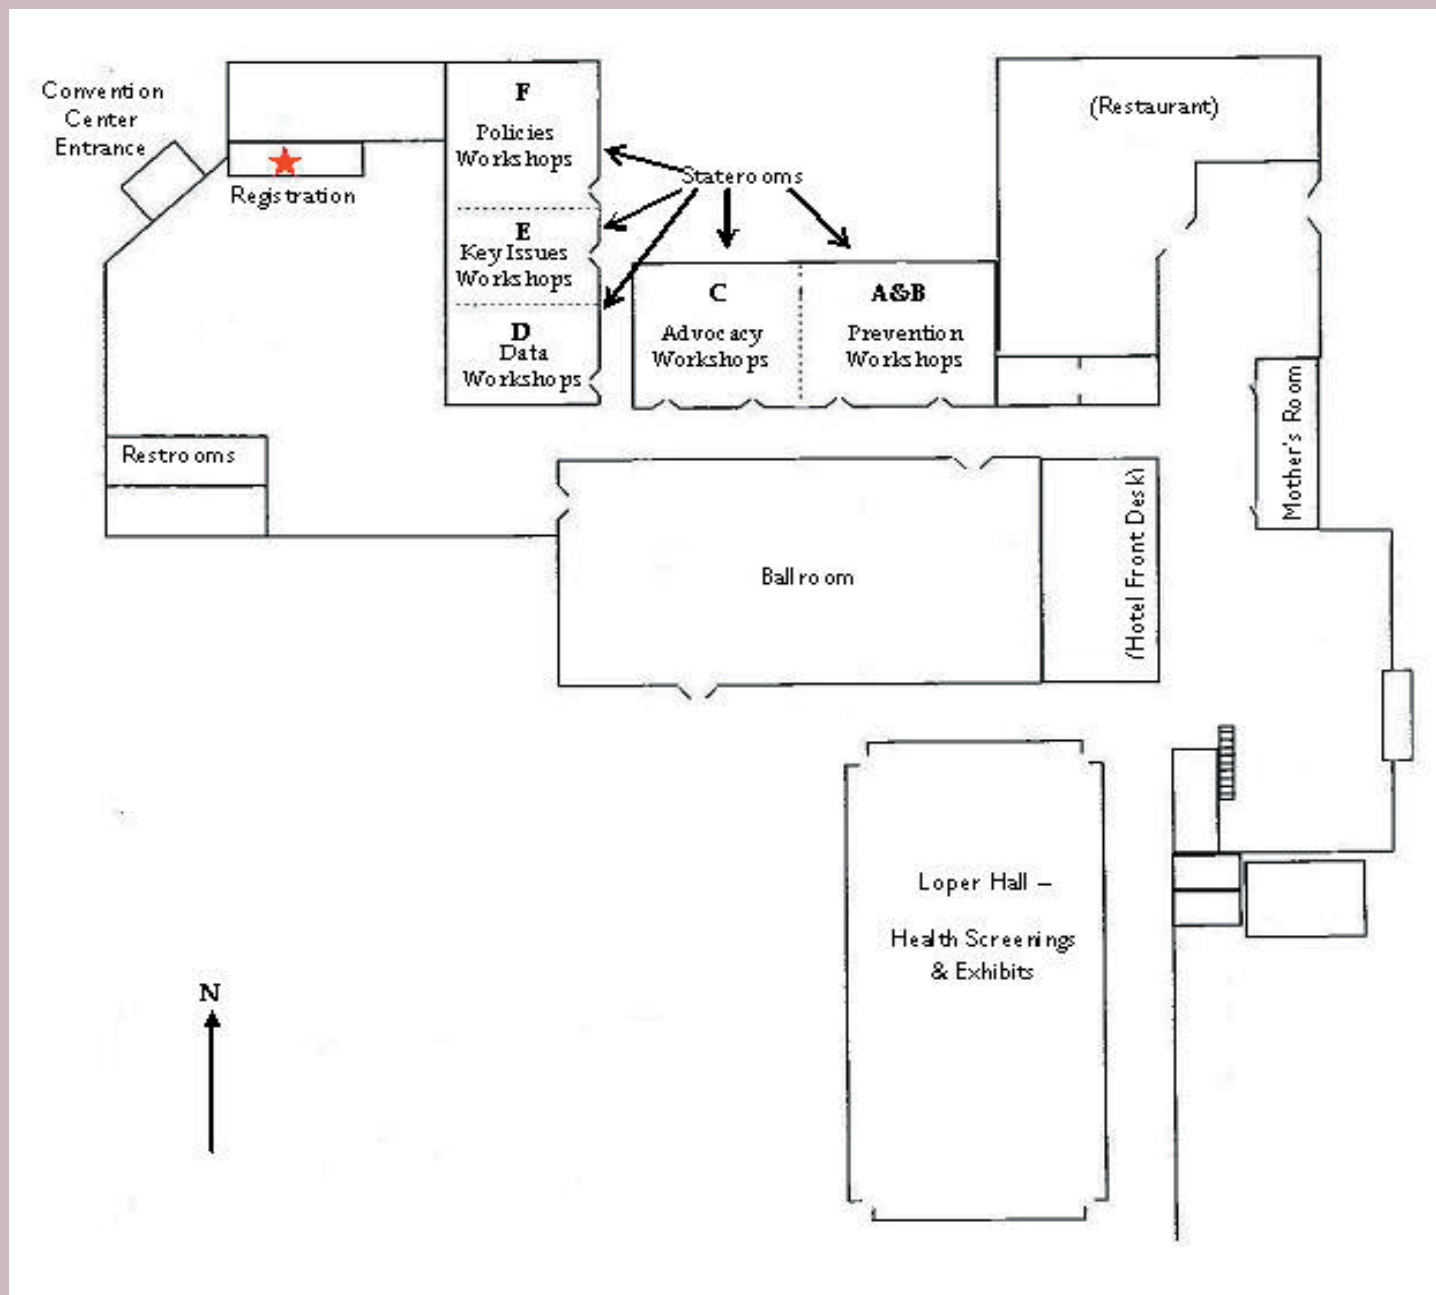 Convention
Center
Entrance
Registration
F
Policies
Workshops
E
Key Issues
Workshops
D
Data
Workshops
Staterooms
C
Advocacy
Workshops
A&B
Prevention
Workshops
(Restaurant)
Restrooms
Mother's Room
Ballroom
(Hotel Front Desk)
Loper Hall –
Health Screenings
& Exhibits
N